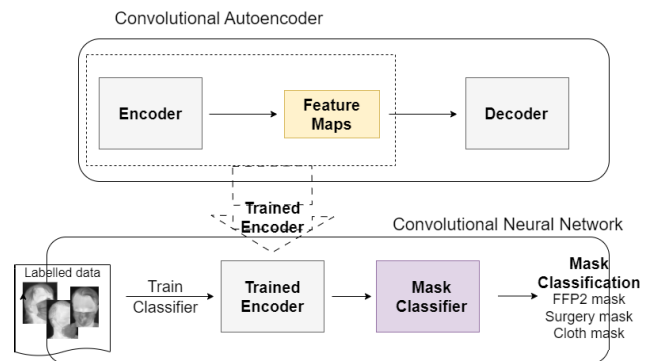 Convolutional Autoencoder
Encoder
Feature
Maps
Decoder
Trained
Encoder
Convolutional Neural Network
Labelled data
Train
Classifier
Trained
Encoder
Mask
Classifier
Mask
Classification
FFP2 mask
Surgery mask
Cloth mask